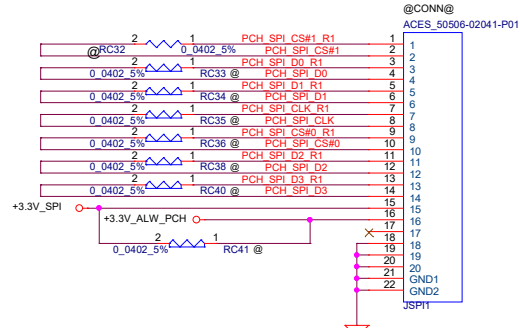 @CONN@
ACES_50506-02041-P01
2 1 PCH_SPI_CS#1_R1 1 1
@RC32 0_0402_5% PCH_SPI_CS#1 2 2
2 1 PCH_SPI_D0_R1 3 3
0_0402_5% RC33 @ PCH_SPI_D0 4 4
2 1 PCH_SPI_D1_R1 5 5
0_0402_5% RC34 @ PCH_SPI_D1 6 6
2 1 PCH_SPI_CLK_R1 7 7
0_0402_5% RC35 @ PCH_SPI_CLK 8 8
2 1 PCH_SPI_CS#0_R1 9 9
0_0402_5% RC36 @ PCH_SPI_CS#0 10 10
2 1 PCH_SPI_D2_R1 11 11
0_0402_5% RC38 @ PCH_SPI_D2 12 12
2 1 PCH_SPI_D3_R1 13 13
0_0402_5% RC40 @ PCH_SPI_D3 14 14
+3.3V_SPI 15 15
+3.3V_ALW_PCH 16 16
17 17
2 1 18 18
0_0402_5% RC41 @ 19 19
20 20
21 GND1
22 GND2
JSPI1